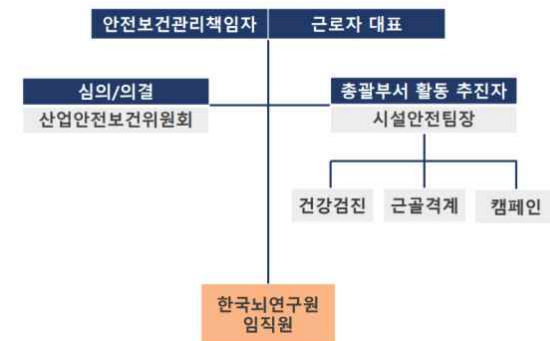 안전보건관리책임자 근로자 대표
심의/의결
산업안전보건위원회
총괄부서 활동 추진자
시설안전팀장
건강검진 근골격계 캠페인
한국뇌연구원
임직원